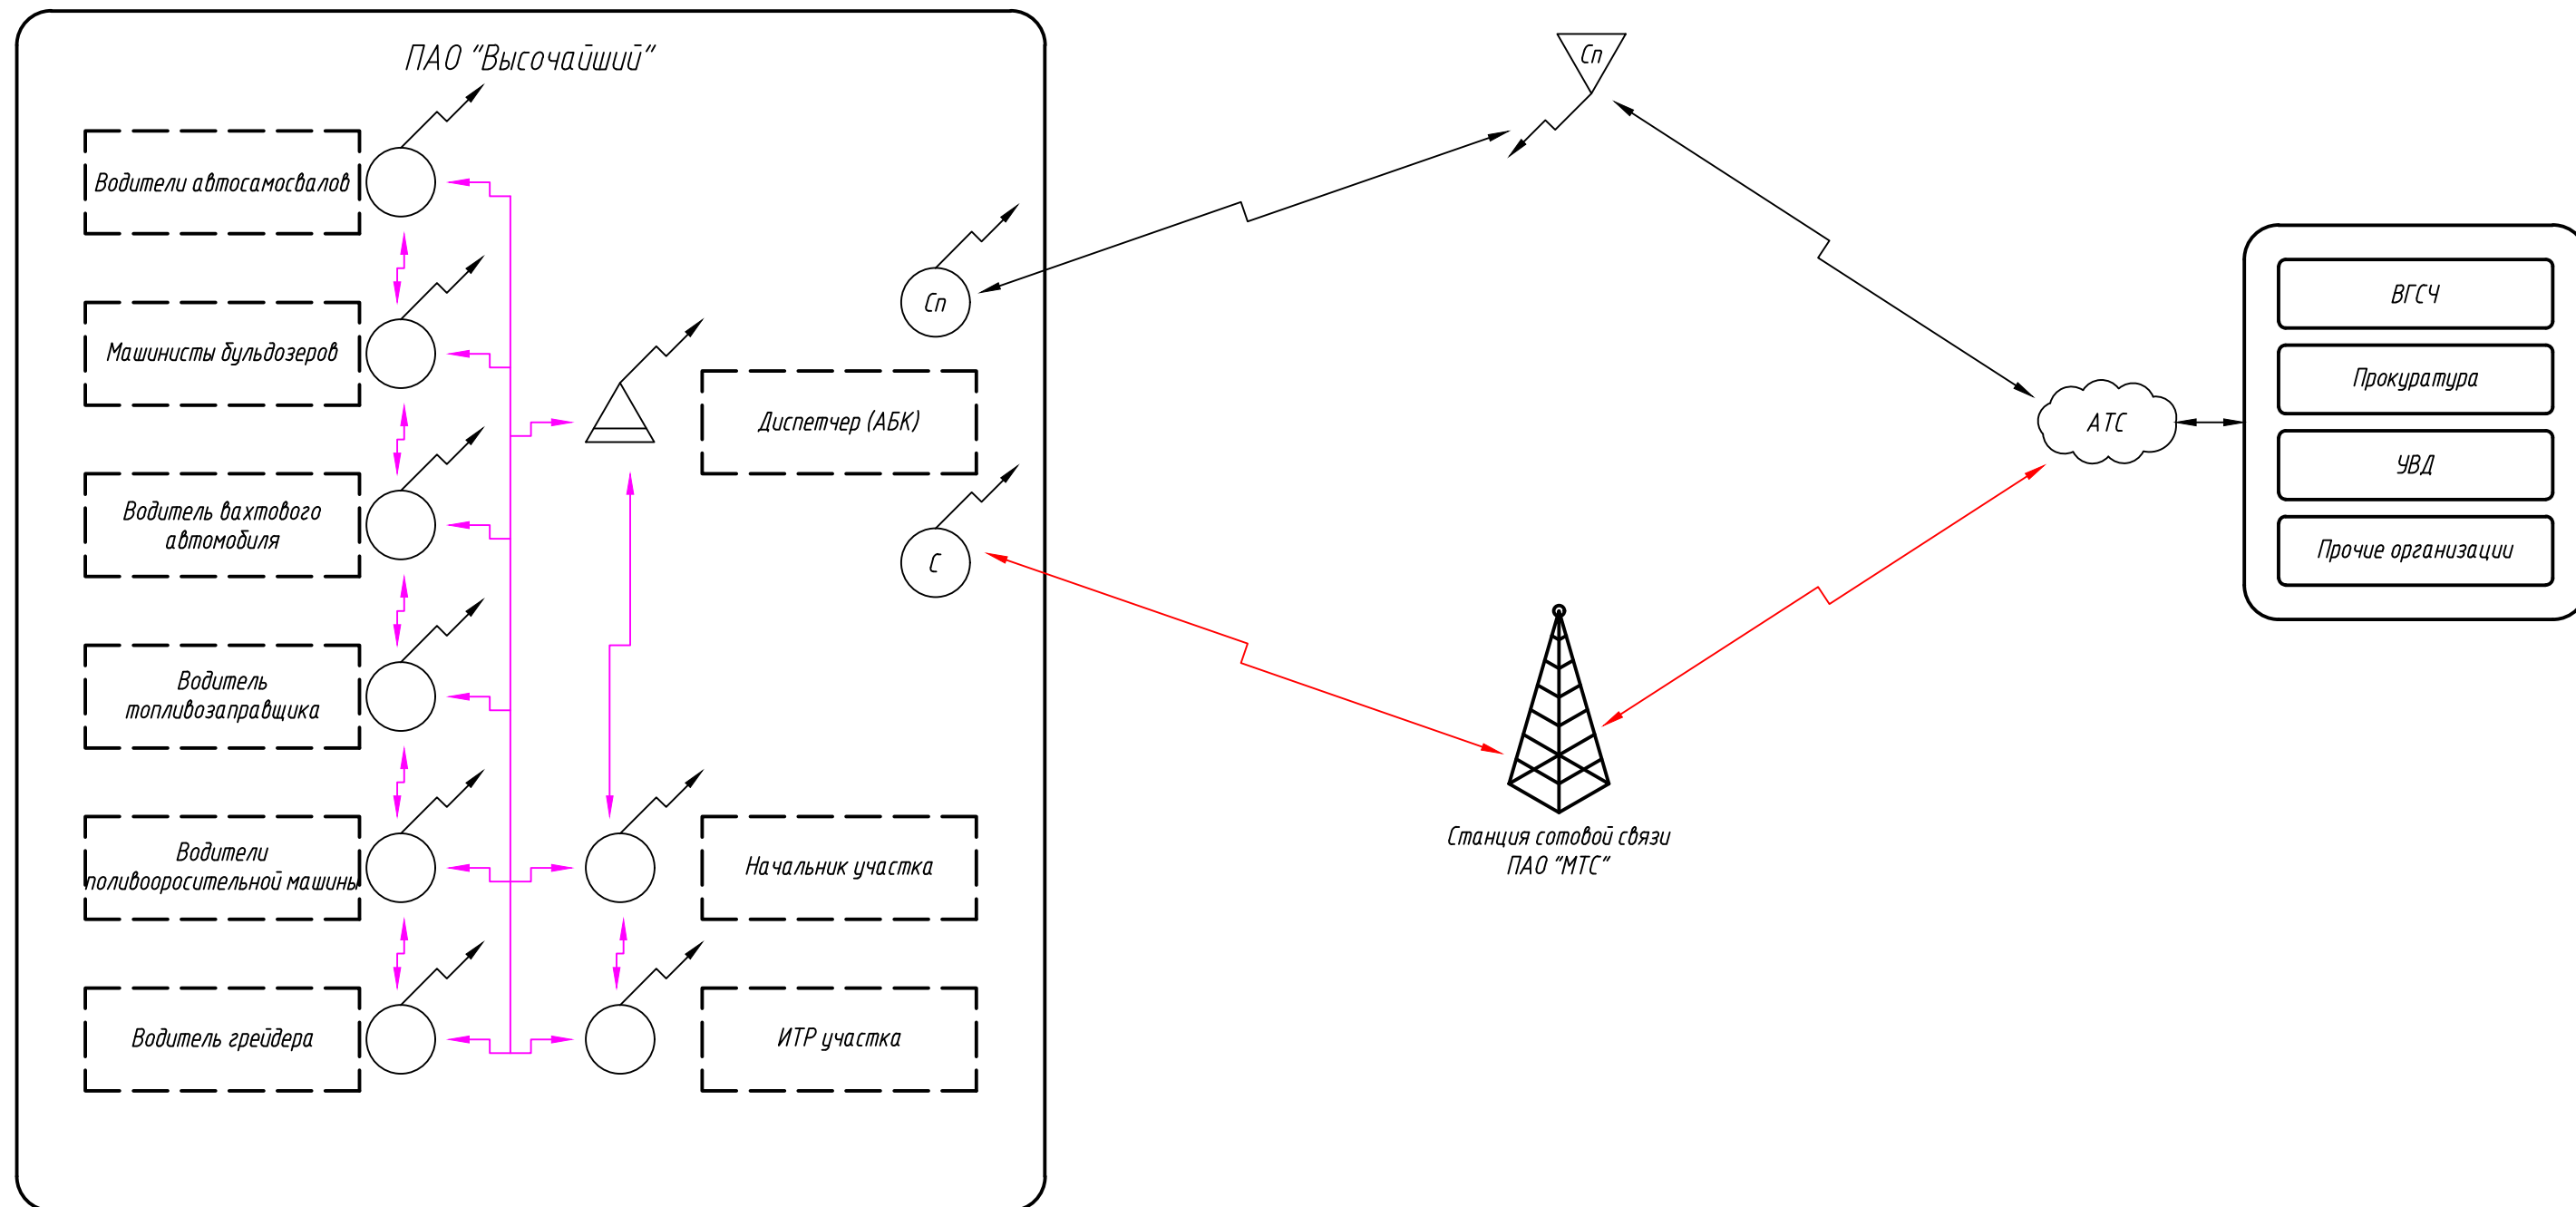 ПАО "Высочайший"
Водители автосамосвалов
Машинисты бульдозеров
Водитель вахтового
автомобиля
Водитель
топливозаправщика
Водители
поливооросительной машины
Водитель грейдера
Сп
Диспетчер (АБК)
С
Начальник участка
ИТР участка
Сп
Станция сотовой связи
ПАО "МТС"
АТС
ВГСЧ
Прокуратура
УВД
Прочие организации